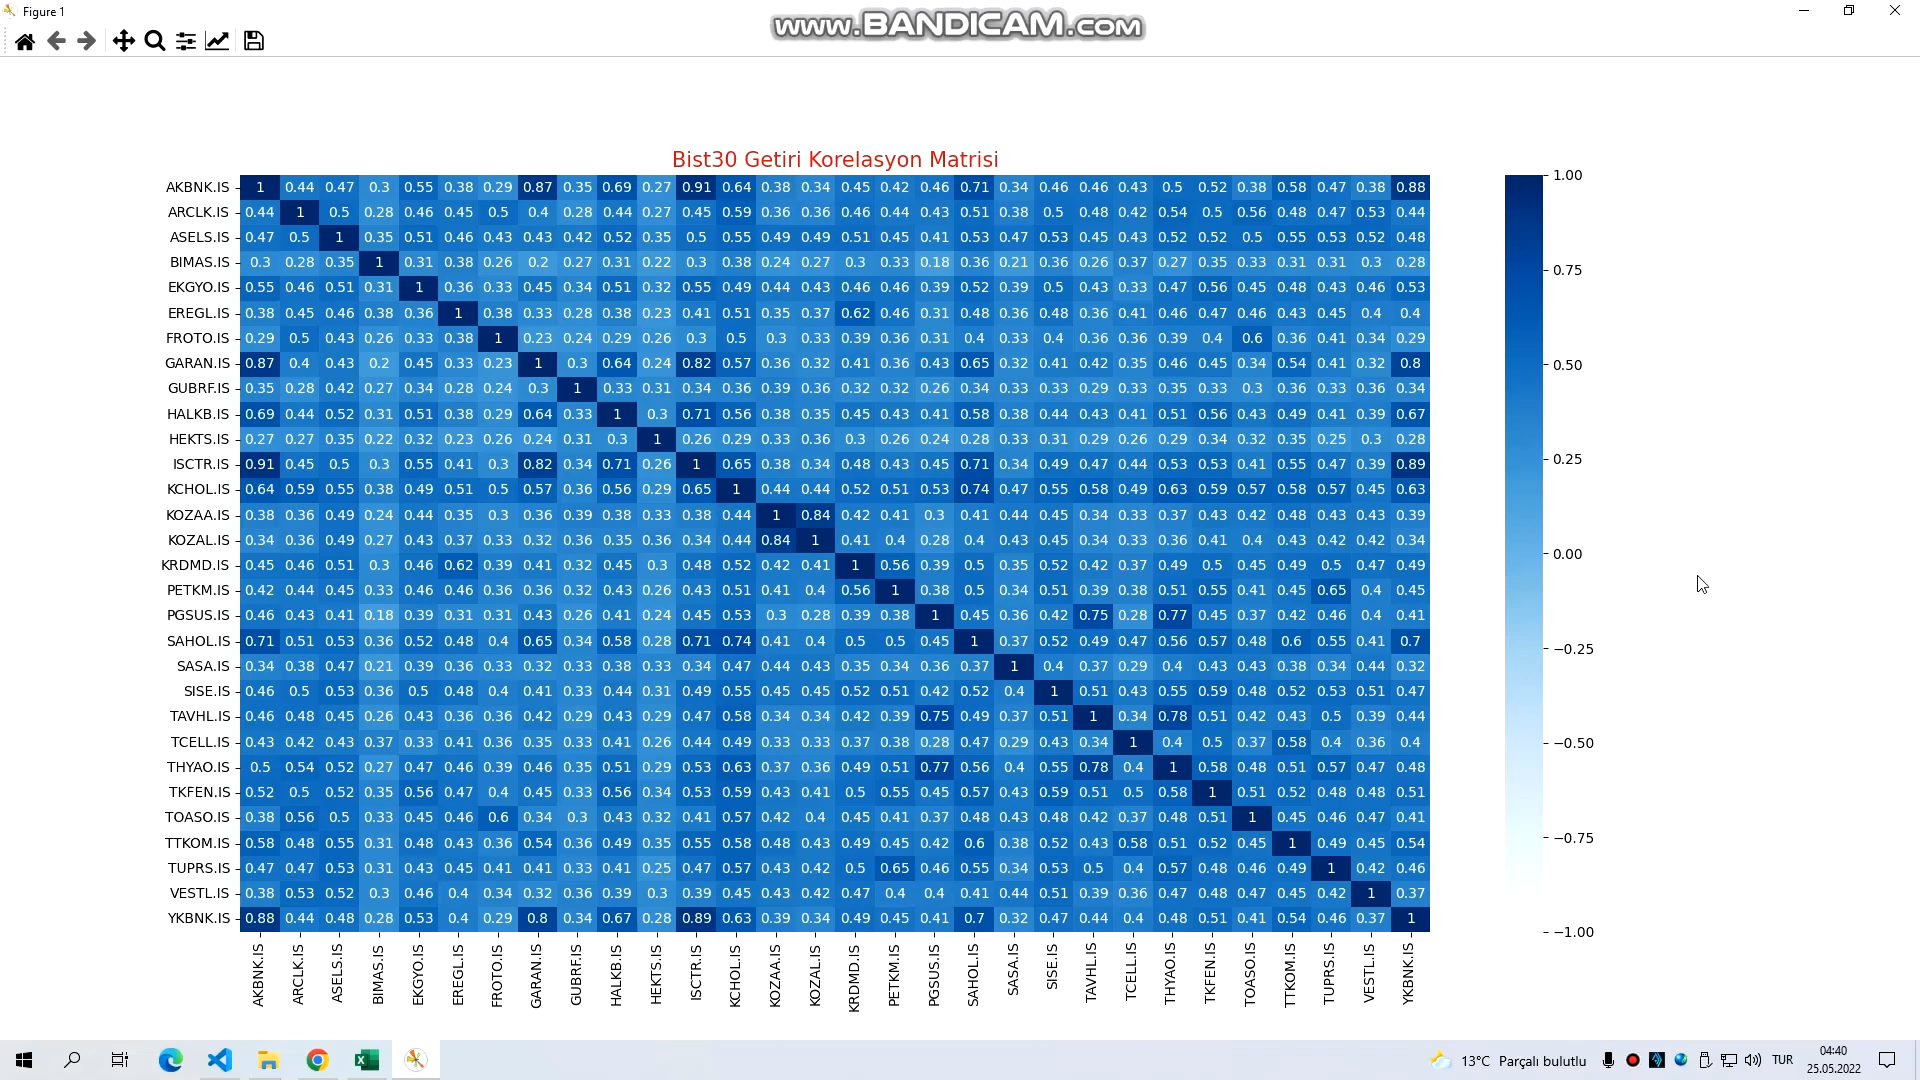 Figure 1
www.BANDICAM.com
Bist30 Getiri Korelasyon Matrisi
AKBNK.IS 1 0.44 0.47 0.3 0.55 0.38 0.29 0.87 0.35 0.69 0.27 0.91 0.64 0.38 0.34 0.45 0.42 0.46 0.71 0.34 0.46 0.46 0.43 0.5 0.52 0.38 0.58 0.47 0.38 0.88
ARCLK.IS 0.44 1 0.5 0.28 0.46 0.45 0.5 0.4 0.28 0.44 0.27 0.45 0.59 0.36 0.36 0.46 0.44 0.43 0.51 0.38 0.5 0.48 0.42 0.54 0.5 0.56 0.48 0.47 0.53 0.44
ASELS.IS 0.47 0.5 1 0.35 0.51 0.46 0.43 0.43 0.42 0.52 0.35 0.5 0.55 0.49 0.49 0.51 0.45 0.41 0.53 0.47 0.53 0.45 0.43 0.52 0.52 0.5 0.55 0.53 0.52 0.48
BIMAS.IS 0.3 0.28 0.35 1 0.31 0.38 0.26 0.2 0.27 0.31 0.22 0.3 0.38 0.24 0.27 0.3 0.33 0.18 0.36 0.21 0.36 0.26 0.37 0.27 0.35 0.33 0.31 0.31 0.3 0.28
EKGYO.IS 0.55 0.46 0.51 0.31 1 0.36 0.33 0.45 0.34 0.51 0.32 0.55 0.49 0.44 0.43 0.46 0.46 0.39 0.52 0.39 0.5 0.43 0.33 0.47 0.56 0.45 0.48 0.43 0.46 0.53
EREGL.IS 0.38 0.45 0.46 0.38 0.36 1 0.38 0.33 0.28 0.38 0.23 0.41 0.51 0.35 0.37 0.62 0.46 0.31 0.48 0.36 0.48 0.36 0.41 0.46 0.47 0.46 0.43 0.45 0.4 0.4
FROTO.IS 0.29 0.5 0.43 0.26 0.33 0.38 1 0.23 0.24 0.29 0.26 0.3 0.5 0.3 0.33 0.39 0.36 0.31 0.4 0.33 0.4 0.36 0.36 0.39 0.4 0.6 0.36 0.41 0.34 0.29
GARAN.IS 0.87 0.4 0.43 0.2 0.45 0.33 0.23 1 0.3 0.64 0.24 0.82 0.57 0.36 0.32 0.41 0.36 0.43 0.65 0.32 0.41 0.42 0.35 0.46 0.45 0.34 0.54 0.41 0.32 0.8
GUBRF.IS 0.35 0.28 0.42 0.27 0.34 0.28 0.24 0.3 1 0.33 0.31 0.34 0.36 0.39 0.36 0.32 0.32 0.26 0.34 0.33 0.33 0.29 0.33 0.35 0.33 0.3 0.36 0.33 0.36 0.34
HALKB.IS 0.69 0.44 0.52 0.31 0.51 0.38 0.29 0.64 0.33 1 0.3 0.71 0.56 0.38 0.35 0.45 0.43 0.41 0.58 0.38 0.44 0.43 0.41 0.51 0.56 0.43 0.49 0.41 0.39 0.67
HEKTS.IS 0.27 0.27 0.35 0.22 0.32 0.23 0.26 0.24 0.31 0.3 1 0.26 0.29 0.33 0.36 0.3 0.26 0.24 0.28 0.33 0.31 0.29 0.26 0.29 0.34 0.32 0.35 0.25 0.3 0.28
ISCTR.IS 0.91 0.45 0.5 0.3 0.55 0.41 0.3 0.82 0.34 0.71 0.26 1 0.65 0.38 0.34 0.48 0.43 0.45 0.71 0.34 0.49 0.47 0.44 0.53 0.53 0.41 0.55 0.47 0.39 0.89
KCHOL.IS 0.64 0.59 0.55 0.38 0.49 0.51 0.5 0.57 0.36 0.56 0.29 0.65 1 0.44 0.44 0.52 0.51 0.53 0.74 0.47 0.55 0.58 0.49 0.63 0.59 0.57 0.58 0.57 0.45 0.63
KOZAA.IS 0.38 0.36 0.49 0.24 0.44 0.35 0.3 0.36 0.39 0.38 0.33 0.38 0.44 1 0.84 0.42 0.41 0.3 0.41 0.44 0.45 0.34 0.33 0.37 0.43 0.42 0.48 0.43 0.43 0.39
KOZAL.IS 0.34 0.36 0.49 0.27 0.43 0.37 0.33 0.32 0.36 0.35 0.36 0.34 0.44 0.84 1 0.41 0.4 0.28 0.4 0.43 0.45 0.34 0.33 0.36 0.41 0.4 0.43 0.42 0.42 0.34
KRDMD.IS 0.45 0.46 0.51 0.3 0.46 0.62 0.39 0.41 0.32 0.45 0.3 0.48 0.52 0.42 0.41 1 0.56 0.39 0.5 0.35 0.52 0.42 0.37 0.49 0.5 0.45 0.49 0.5 0.47 0.49
PETKM.IS 0.42 0.44 0.45 0.33 0.46 0.46 0.36 0.36 0.32 0.43 0.26 0.43 0.51 0.41 0.4 0.56 1 0.38 0.5 0.34 0.51 0.39 0.38 0.51 0.55 0.41 0.45 0.65 0.4 0.45
PGSUS.IS 0.46 0.43 0.41 0.18 0.39 0.31 0.31 0.43 0.26 0.41 0.24 0.45 0.53 0.3 0.28 0.39 0.38 1 0.45 0.36 0.42 0.75 0.28 0.77 0.45 0.37 0.42 0.46 0.4 0.41
SAHOL.IS 0.71 0.51 0.53 0.36 0.52 0.48 0.4 0.65 0.34 0.58 0.28 0.71 0.74 0.41 0.4 0.5 0.5 0.45 1 0.37 0.52 0.49 0.47 0.56 0.57 0.48 0.6 0.55 0.41 0.7
SASA.IS 0.34 0.38 0.47 0.21 0.39 0.36 0.33 0.32 0.33 0.38 0.33 0.34 0.47 0.44 0.43 0.35 0.34 0.36 0.37 1 0.4 0.37 0.29 0.4 0.43 0.43 0.38 0.34 0.44 0.32
SISE.IS 0.46 0.5 0.53 0.36 0.5 0.48 0.4 0.41 0.33 0.44 0.31 0.49 0.55 0.45 0.45 0.52 0.51 0.42 0.52 0.4 1 0.51 0.43 0.55 0.59 0.48 0.52 0.53 0.51 0.47
TAVHL.IS 0.46 0.48 0.45 0.26 0.43 0.36 0.36 0.42 0.29 0.43 0.29 0.47 0.58 0.34 0.34 0.42 0.39 0.75 0.49 0.37 0.51 1 0.34 0.78 0.51 0.42 0.43 0.5 0.39 0.44
TCELL.IS 0.43 0.42 0.43 0.37 0.33 0.41 0.36 0.35 0.33 0.41 0.26 0.44 0.49 0.33 0.33 0.37 0.38 0.28 0.47 0.29 0.43 0.34 1 0.4 0.5 0.37 0.58 0.4 0.36 0.4
THYAO.IS 0.5 0.54 0.52 0.27 0.47 0.46 0.39 0.46 0.35 0.51 0.29 0.53 0.63 0.37 0.36 0.49 0.51 0.77 0.56 0.4 0.55 0.78 0.4 1 0.58 0.48 0.51 0.57 0.47 0.48
TKFEN.IS 0.52 0.5 0.52 0.35 0.56 0.47 0.4 0.45 0.33 0.56 0.34 0.53 0.59 0.43 0.41 0.5 0.55 0.45 0.57 0.43 0.59 0.51 0.5 0.58 1 0.51 0.52 0.48 0.48 0.51
TOASO.IS 0.38 0.56 0.5 0.33 0.45 0.46 0.6 0.34 0.3 0.43 0.32 0.41 0.57 0.42 0.4 0.45 0.41 0.37 0.48 0.43 0.48 0.42 0.37 0.48 0.51 1 0.45 0.46 0.47 0.41
TTKOM.IS 0.58 0.48 0.55 0.31 0.48 0.43 0.36 0.54 0.36 0.49 0.35 0.55 0.58 0.48 0.43 0.49 0.45 0.42 0.6 0.38 0.52 0.43 0.58 0.51 0.52 0.45 1 0.49 0.45 0.54
TUPRS.IS 0.47 0.47 0.53 0.31 0.43 0.45 0.41 0.41 0.33 0.41 0.25 0.47 0.57 0.43 0.42 0.5 0.65 0.46 0.55 0.34 0.53 0.5 0.4 0.57 0.48 0.46 0.49 1 0.42 0.46
VESTL.IS 0.38 0.53 0.52 0.3 0.46 0.4 0.34 0.32 0.36 0.39 0.3 0.39 0.45 0.43 0.42 0.47 0.4 0.4 0.41 0.44 0.51 0.39 0.36 0.47 0.48 0.47 0.45 0.42 1 0.37
YKBNK.IS 0.88 0.44 0.48 0.28 0.53 0.4 0.29 0.8 0.34 0.67 0.28 0.89 0.63 0.39 0.34 0.49 0.45 0.41 0.7 0.32 0.47 0.44 0.4 0.48 0.51 0.41 0.54 0.46 0.37 1
AKBNK.IS ARCLK.IS ASELS.IS BIMAS.IS EKGYO.IS EREGL.IS FROTO.IS GARAN.IS GUBRF.IS HALKB.IS HEKTS.IS ISCTR.IS KCHOL.IS KOZAA.IS KOZAL.IS KRDMD.IS PETKM.IS PGSUS.IS SAHOL.IS SASA.IS SISE.IS TAVHL.IS TCELL.IS THYAO.IS TKFEN.IS TOASO.IS TTKOM.IS TUPRS.IS VESTL.IS YKBNK.IS
1.00
0.75
0.50
0.25
0.00
−0.25
−0.50
−0.75
−1.00
13°C Parçalı bulutlu
TUR
04:40
25.05.2022